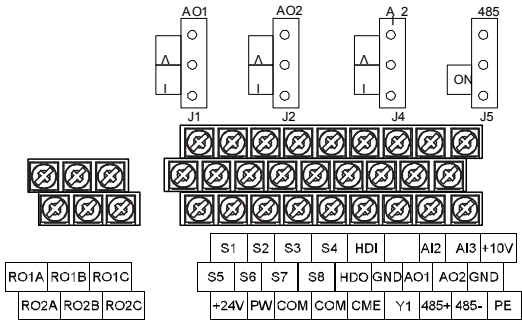 AO1 AO2 A 2 485
V V V
I I I ON
J1 J2 J4 J5
S1 S2 S3 S4 HDI AI2 AI3 +10V
RO1A RO1B RO1C S5 S6 S7 S8 HDO GND AO1 AO2 GND
RO2A RO2B RO2C +24V PW COM COM CME Y1 485+ 485- PE